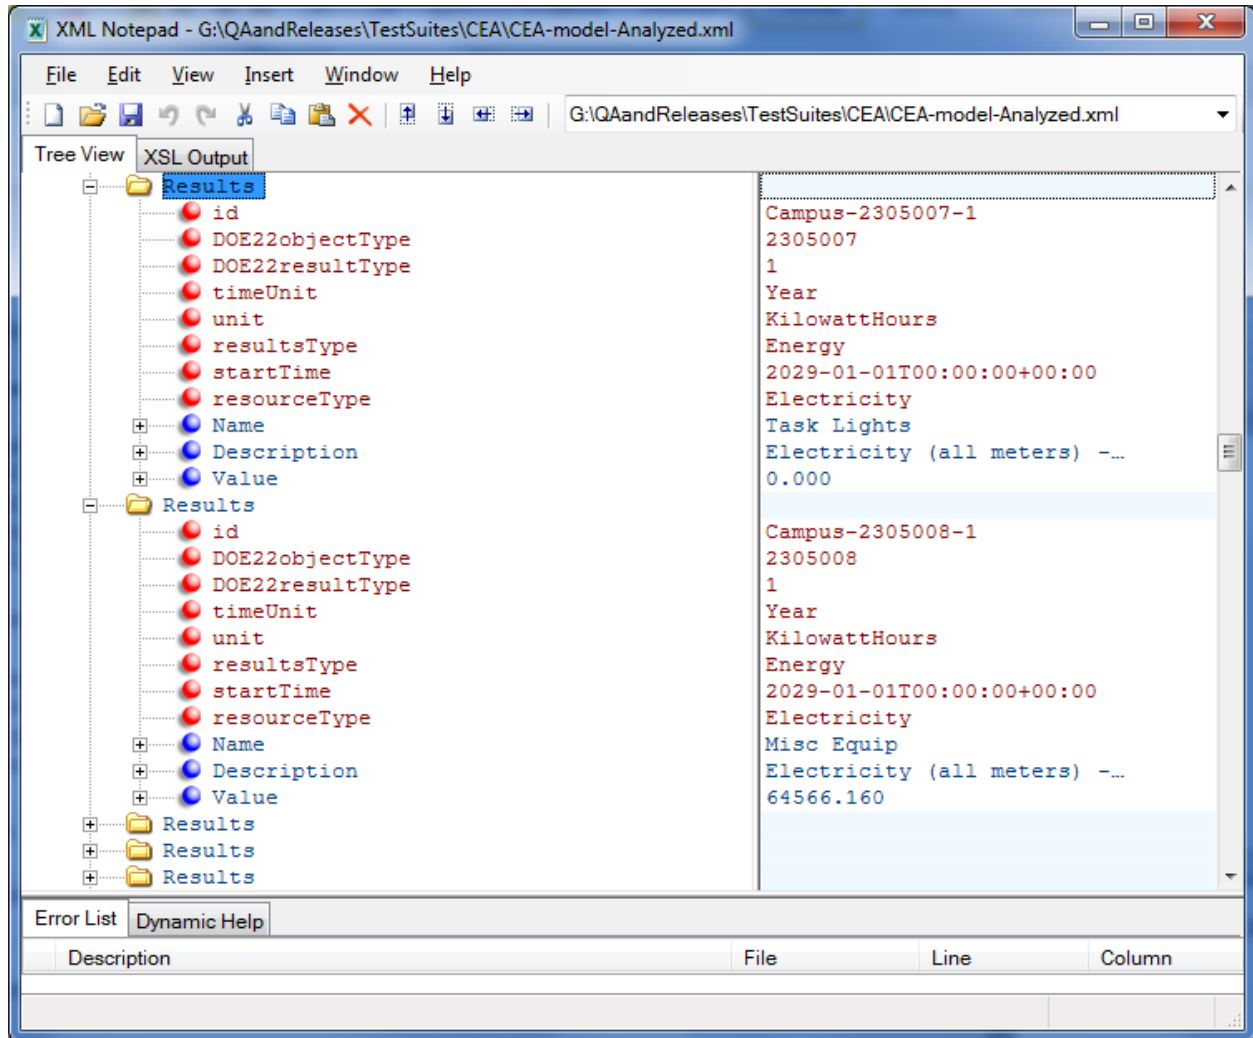 XML Notepad - G:\QAandReleases\TestSuites\CEA\CEA-model-Analyzed.xml
File Edit View Insert Window Help
G:\QAandReleases\TestSuites\CEA\CEA-model-Analyzed.xml
Tree View XSL Output
Results
id Campus-2305007-1
DOE22objectType 2305007
DOE22resultType 1
timeUnit Year
unit KilowattHours
resultsType Energy
startTime 2029-01-01T00:00:00+00:00
resourceType Electricity
Name Task Lights
Description Electricity (all meters) -…
Value 0.000
Results
id Campus-2305008-1
DOE22objectType 2305008
DOE22resultType 1
timeUnit Year
unit KilowattHours
resultsType Energy
startTime 2029-01-01T00:00:00+00:00
resourceType Electricity
Name Misc Equip
Description Electricity (all meters) -…
Value 64566.160
Results
Results
Results
Error List Dynamic Help
Description File Line Column